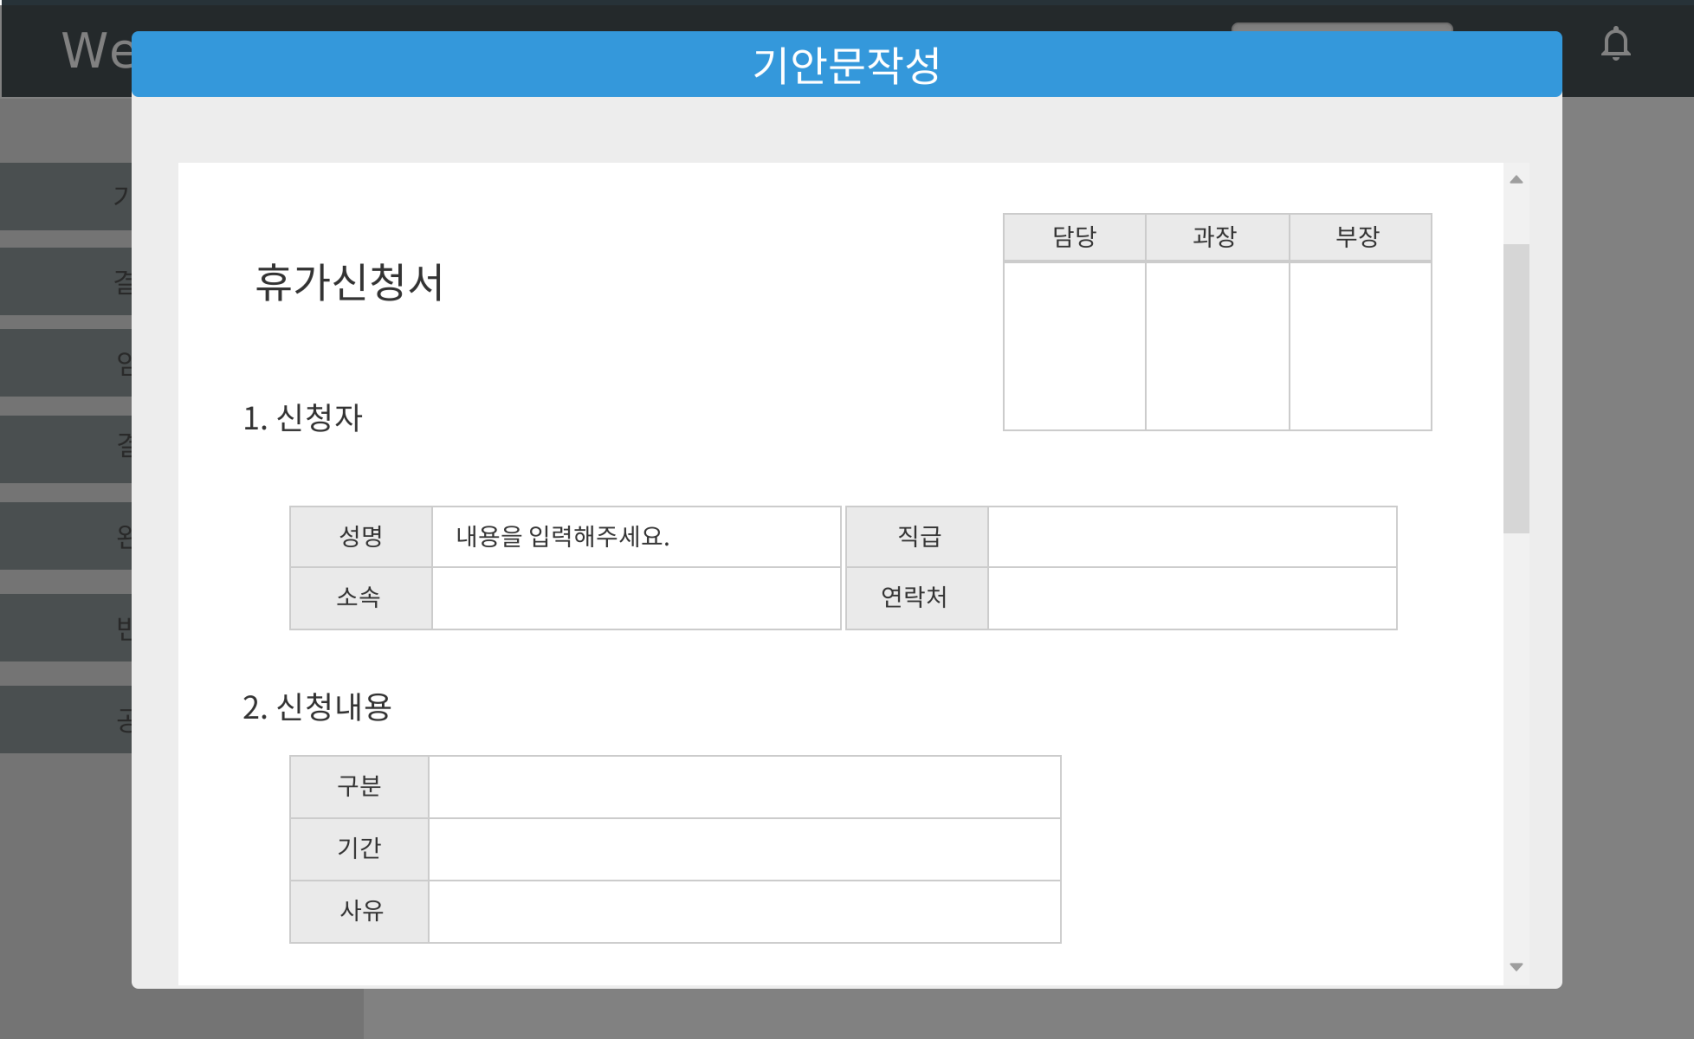 We
기안문작성
담당 과장 부장
휴가신청서
1. 신청자
성명 내용을 입력해주세요. 직급
소속 연락처
2. 신청내용
구분
기간
사유